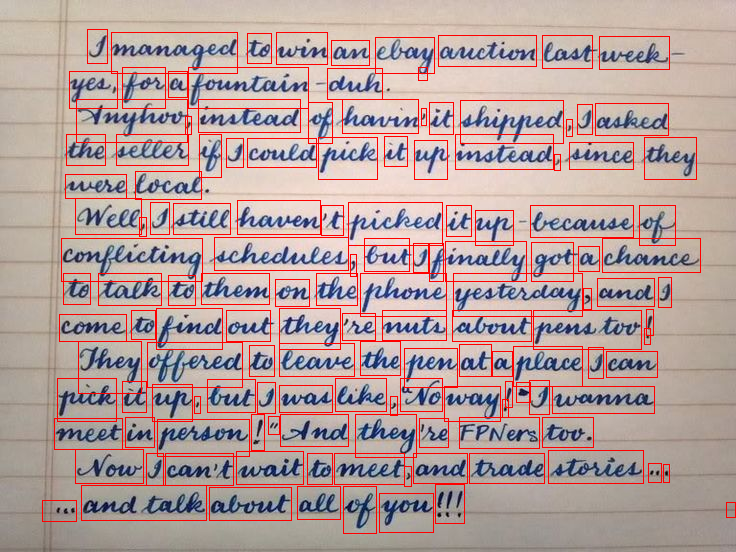 I managed to win an ebay auction last week-
yes, for a fountain-duh.
Anyhoo, instead of havin' it shipped, I asked
the seller if I could pick it up instead, since they
were local.
Well, I still haven't picked it up-because of
conflicting schedules, but I finally got a chance
to talk to them on the phone yesterday, and I
come to find out they're nuts about pens too!
They offered to leave the pen at a place I can
pick it up, but I was like, "No way!" I wanna
meet in person!" And they're FPNers too.
Now I can't wait to meet, and trade stories...
...and talk about all of you!!!